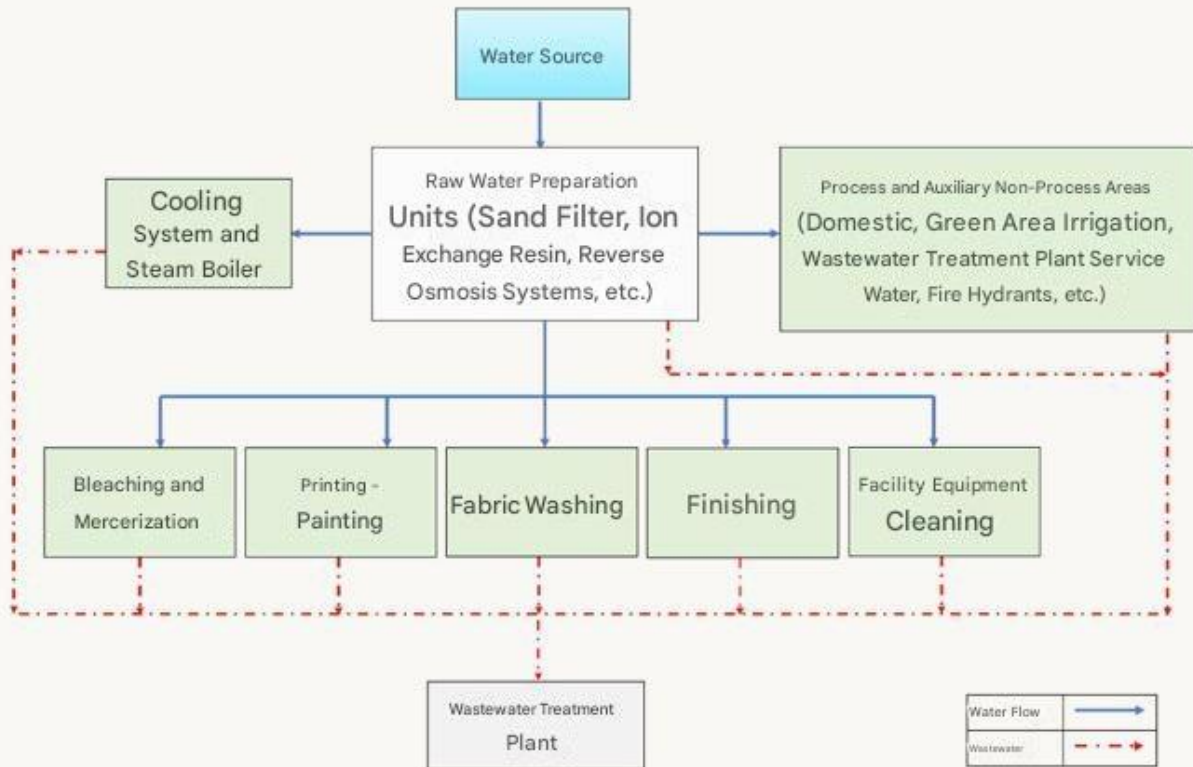 Water Source
Raw Water Preparation
Units (Sand Filter, Ion
Exchange Resin, Reverse
Osmosis Systems, etc.)
Cooling
System and
Steam Boiler
Process and Auxiliary Non-Process Areas
(Domestic, Green Area Irrigation,
Wastewater Treatment Plant Service
Water, Fire Hydrants, etc.)
Bleaching and
Mercerization
Printing -
Painting
Fabric Washing
Finishing
Facility Equipment
Cleaning
Wastewater Treatment
Plant
Water Flow
Wastewater